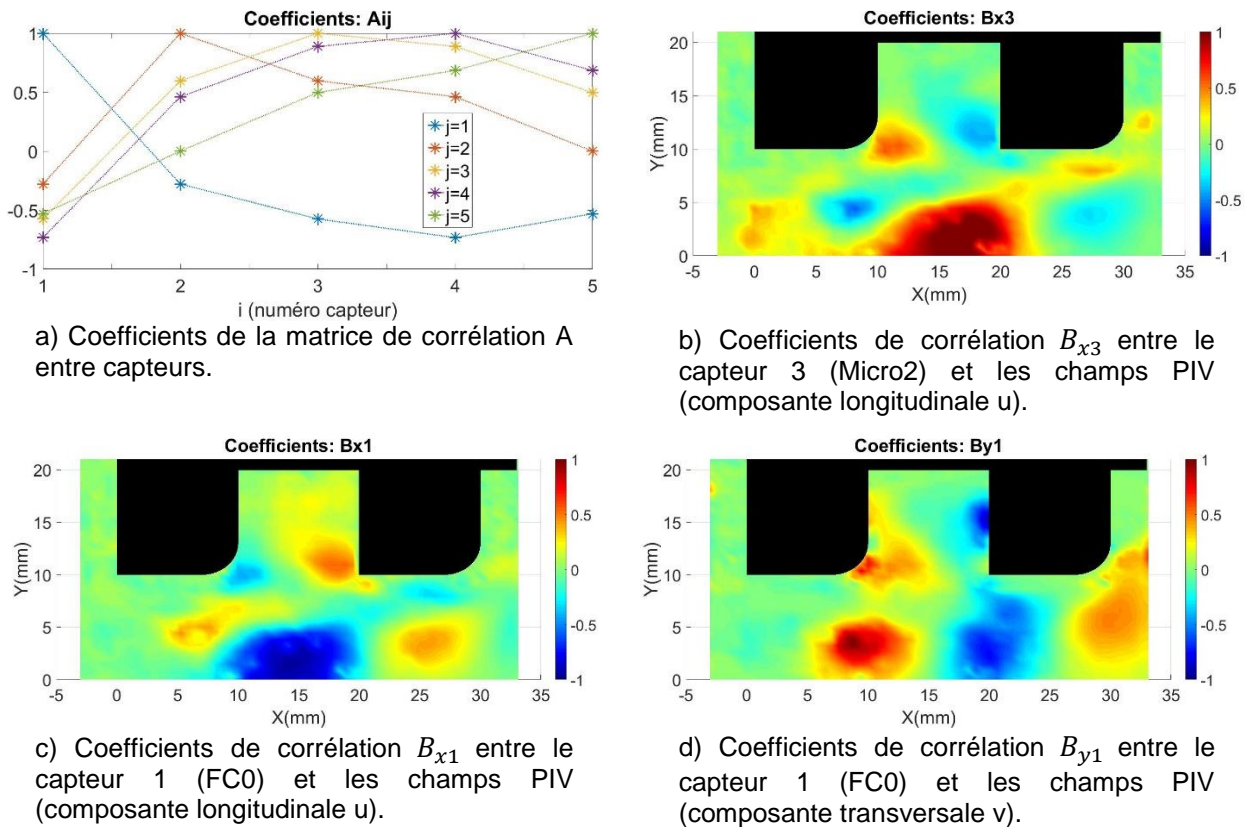 Coefficients: Aij
1
0.5
0
-0.5
-1
1 2 3 4 5
i (numéro capteur)
j=1
j=2
j=3
j=4
j=5
a) Coefficients de la matrice de corrélation A
entre capteurs.
Coefficients: Bx3
Y(mm)
20
15
10
5
0
-5 0 5 10 15 20 25 30 35
X(mm)
1
0.5
0
-0.5
-1
b) Coefficients de corrélation Bx3 entre le
capteur 3 (Micro2) et les champs PIV
(composante longitudinale u).
Coefficients: Bx1
Y(mm)
20
15
10
5
0
-5 0 5 10 15 20 25 30 35
X(mm)
1
0.5
0
-0.5
-1
c) Coefficients de corrélation Bx1 entre le
capteur 1 (FC0) et les champs PIV
(composante longitudinale u).
Coefficients: By1
Y(mm)
20
15
10
5
0
-5 0 5 10 15 20 25 30 35
X(mm)
1
0.5
0
-0.5
-1
d) Coefficients de corrélation By1 entre le
capteur 1 (FC0) et les champs PIV
(composante transversale v).